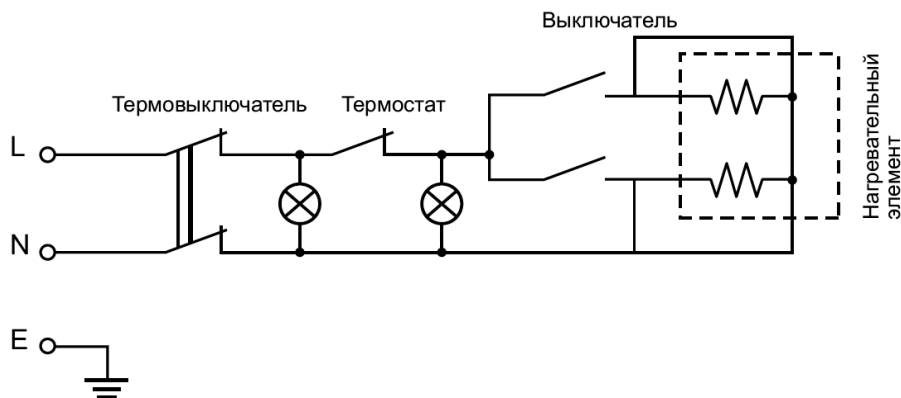 Выключатель
Термовыключатель
Термостат
L
N
E
Нагревательный
элемент